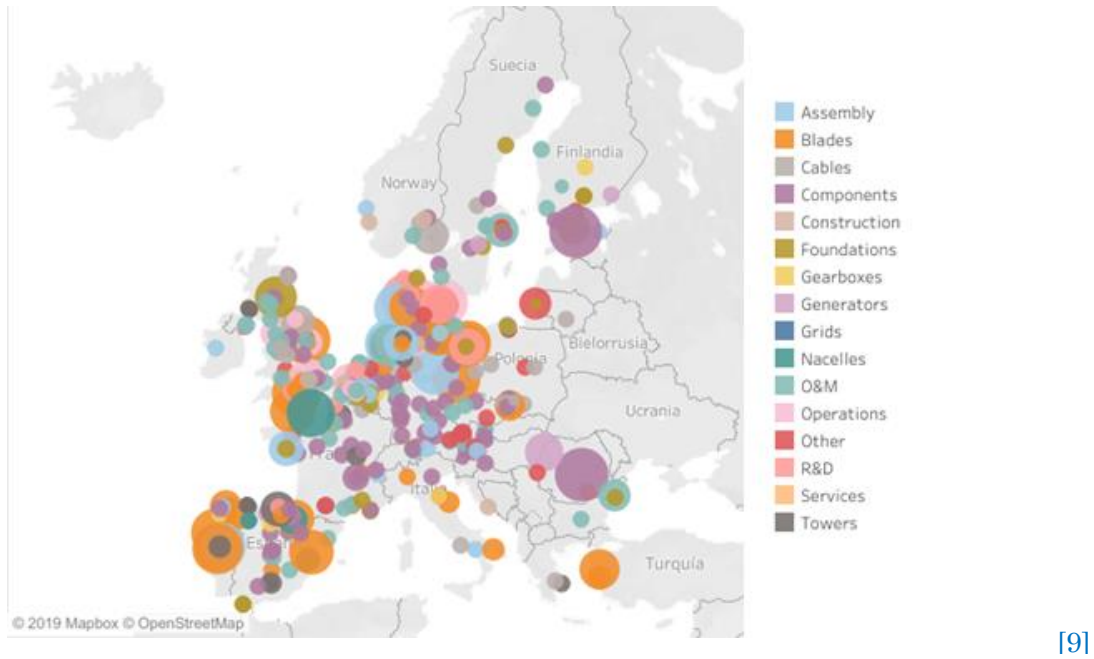 Suecia
Finlandia
Norway
Polonia
Bielorrusia
Ucrania
Italia
Turquía
© 2019 Mapbox © OpenStreetMap
Assembly
Blades
Cables
Components
Construction
Foundations
Gearboxes
Generators
Grids
Nacelles
O&M
Operations
Other
R&D
Services
Towers
[9]